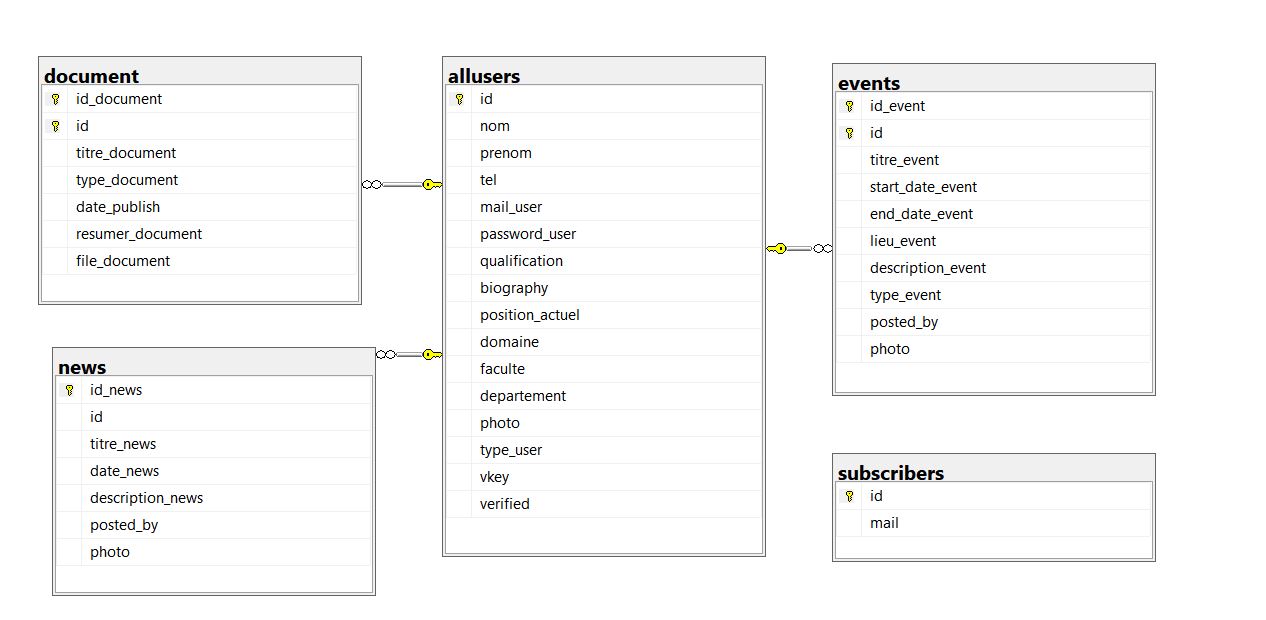 document
id_document
id
titre_document
type_document
date_publish
resumer_document
file_document
news
id_news
id
titre_news
date_news
description_news
posted_by
photo
allusers
id
nom
prenom
tel
mail_user
password_user
qualification
biography
position_actuel
domaine
faculte
departement
photo
type_user
vkey
verified
events
id_event
id
titre_event
start_date_event
end_date_event
lieu_event
description_event
type_event
posted_by
photo
subscribers
id
mail